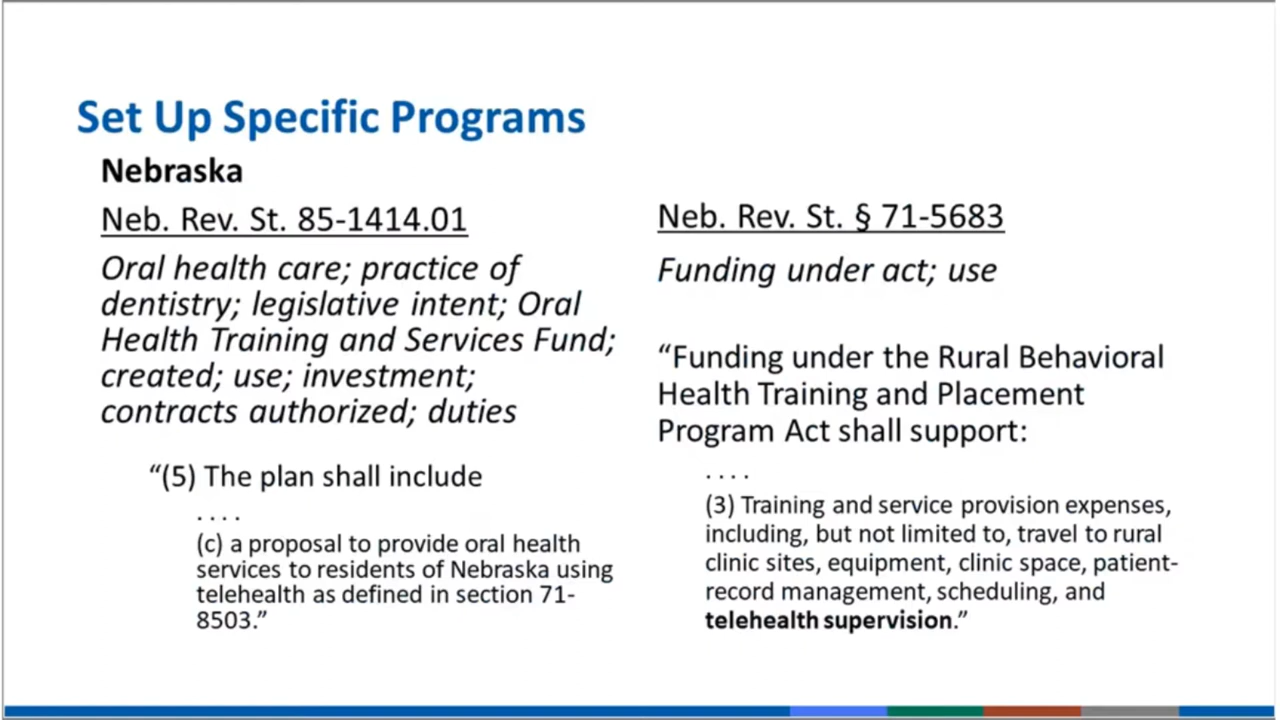 Set Up Specific Programs
Nebraska
Neb. Rev. St. 85-1414.01
Oral health care; practice of
dentistry; legislative intent; Oral
Health Training and Services Fund;
created; use; investment;
contracts authorized; duties
“(5) The plan shall include
. . . .
(c) a proposal to provide oral health
services to residents of Nebraska using
telehealth as defined in section 71-
8503.”
Neb. Rev. St. § 71-5683
Funding under act; use
“Funding under the Rural Behavioral
Health Training and Placement
Program Act shall support:
. . . .
(3) Training and service provision expenses,
including, but not limited to, travel to rural
clinic sites, equipment, clinic space, patient-
record management, scheduling, and
telehealth supervision.”